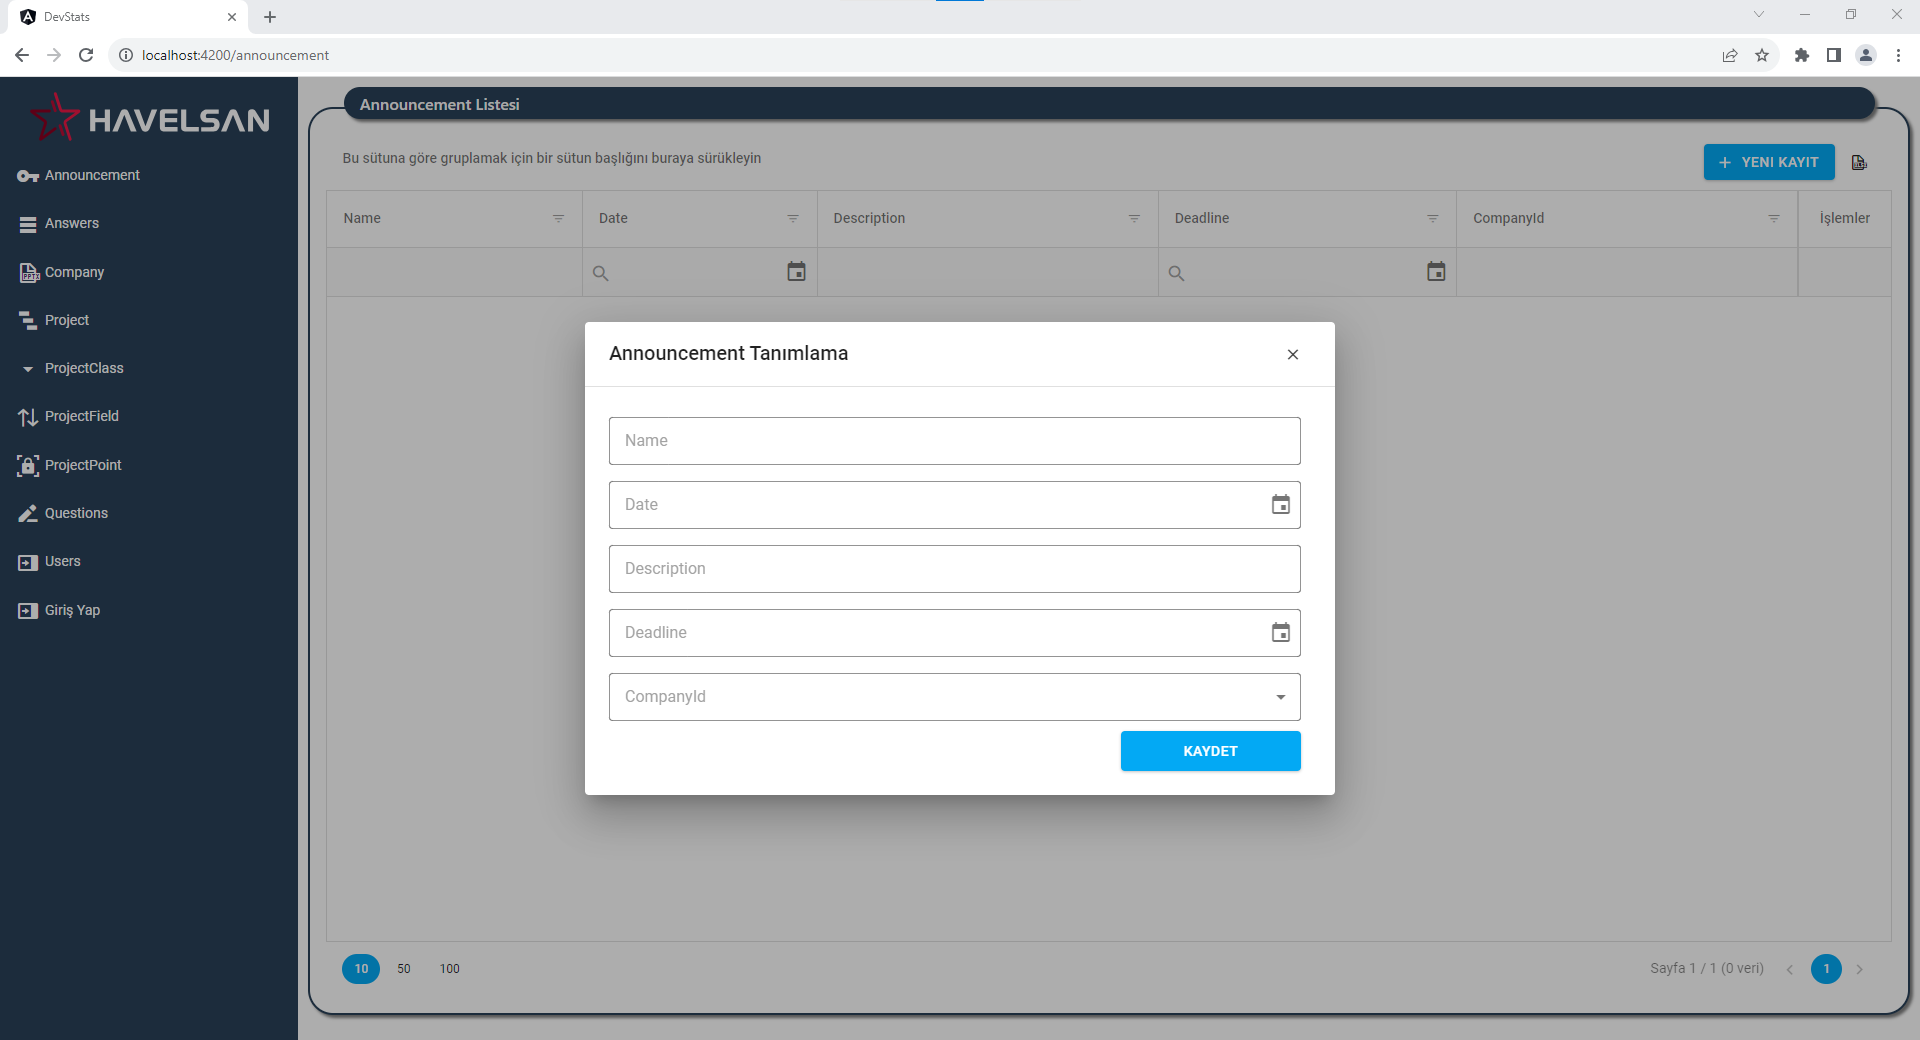 DevStats
localhost:4200/announcement
HAVELSAN
Announcement
Answers
Company
Project
ProjectClass
ProjectField
ProjectPoint
Questions
Users
Giriş Yap
Announcement Listesi
Bu sütuna göre gruplamak için bir sütun başlığını buraya sürükleyin
YENI KAYIT
Name Date Description Deadline CompanyId İşlemler
Announcement Tanımlama
Name
Date
Description
Deadline
CompanyId
KAYDET
10 50 100
Sayfa 1 / 1 (0 veri) 1